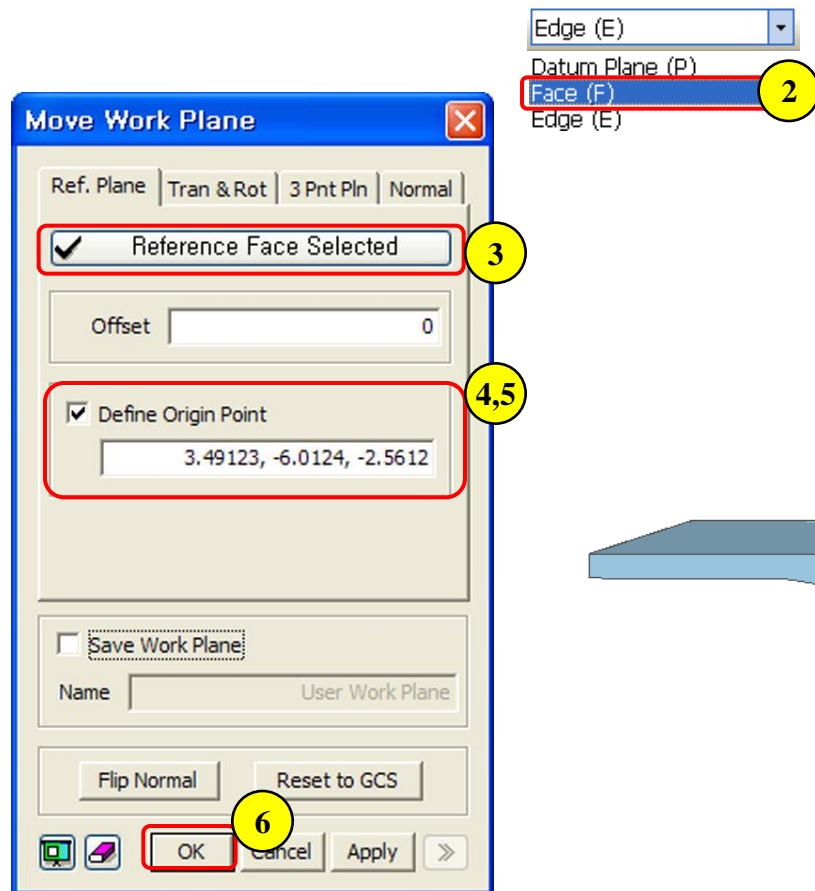 Edge (E)
Datum Plane (P)
Face (F)
2
Edge (E)
Move Work Plane
Ref. Plane Tran & Rot 3 Pnt Pln Normal
Reference Face Selected
3
Offset 0
4,5
Define Origin Point
3.49123, -6.0124, -2.5612
Save Work Plane
Name User Work Plane
Flip Normal Reset to GCS
6
OK Cancel Apply >>